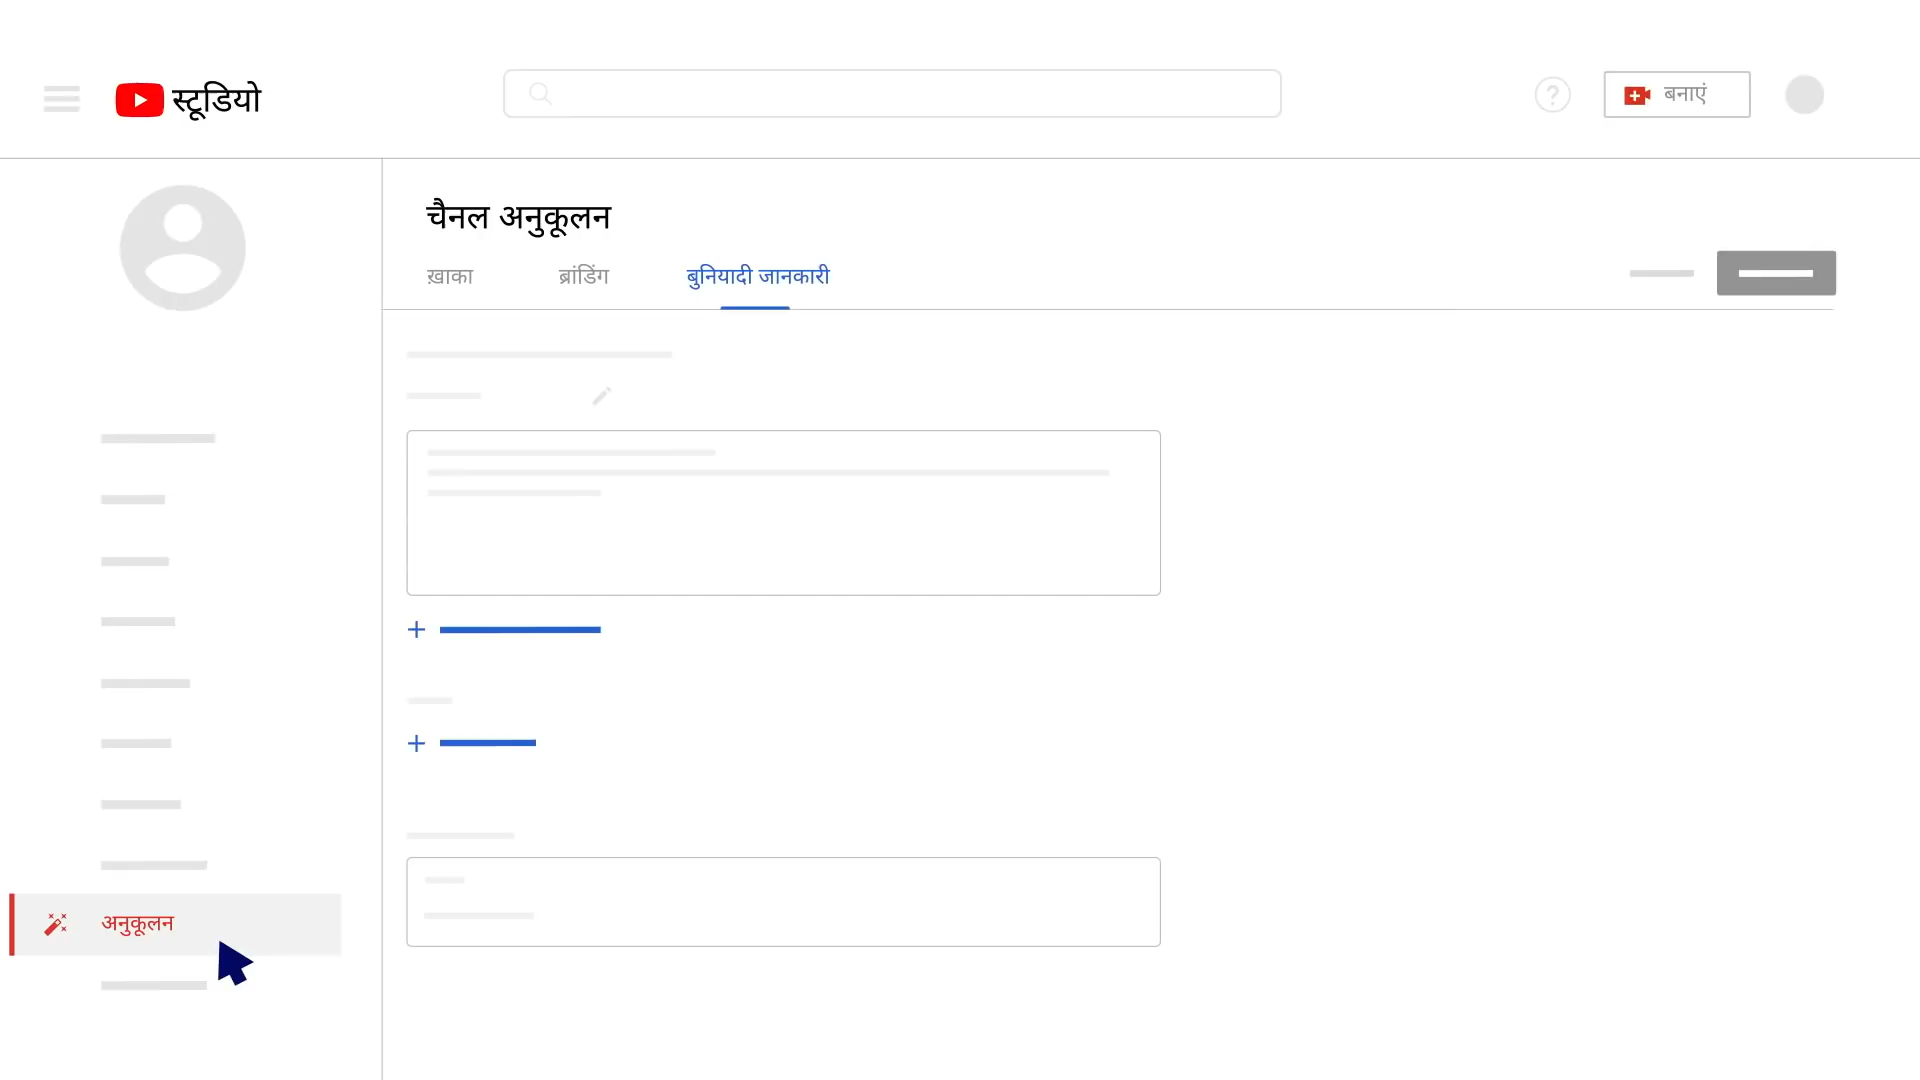 स्टूडियो
बनाएं
चैनल अनुकूलन
ख़ाका ब्रांडिंग बुनियादी जानकारी
अनुकूलन